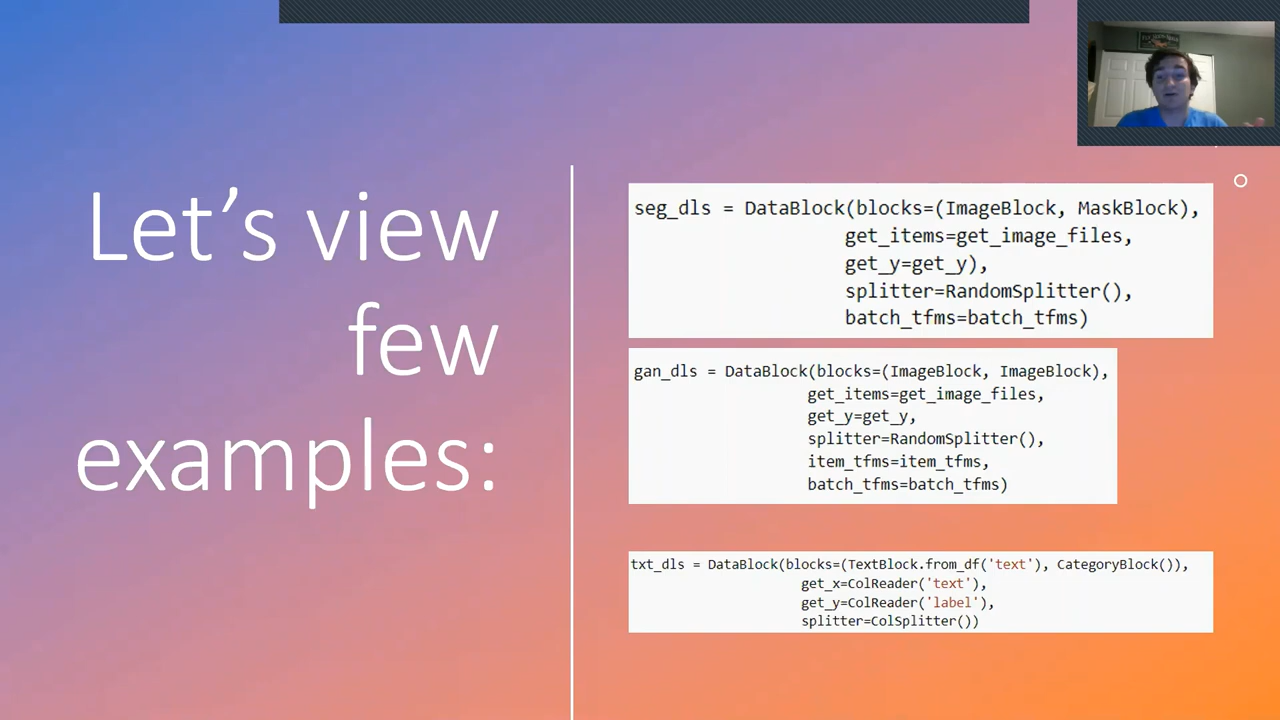 Let's view
few
examples:
seg_dls = DataBlock(blocks=(ImageBlock, MaskBlock),
get_items=get_image_files,
get_y=get_y),
splitter=RandomSplitter(),
batch_tfms=batch_tfms)
gan_dls = DataBlock(blocks=(ImageBlock, ImageBlock),
get_items=get_image_files,
get_y=get_y,
splitter=RandomSplitter(),
item_tfms=item_tfms,
batch_tfms=batch_tfms)
txt_dls = DataBlock(blocks=(TextBlock.from_df('text'), CategoryBlock()),
get_x=ColReader('text'),
get_y=ColReader('label'),
splitter=ColSplitter())